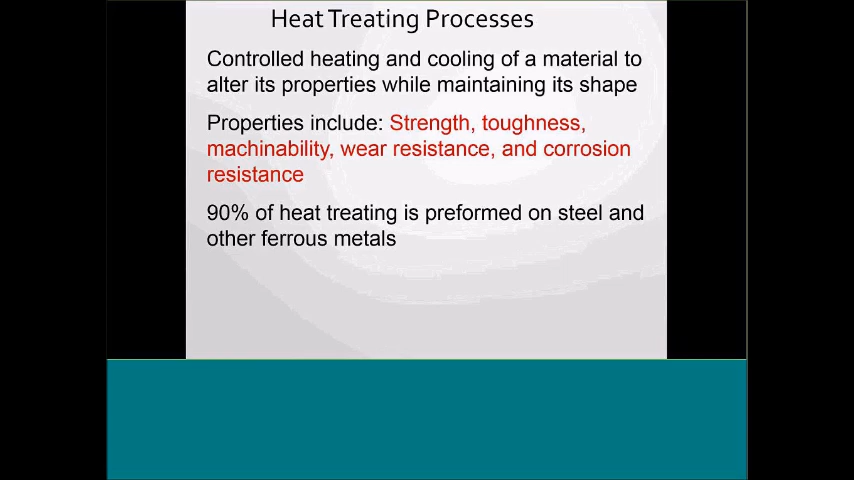 Heat Treating Processes
Controlled heating and cooling of a material to
alter its properties while maintaining its shape
Properties include: Strength, toughness,
machinability, wear resistance, and corrosion
resistance
90% of heat treating is preformed on steel and
other ferrous metals